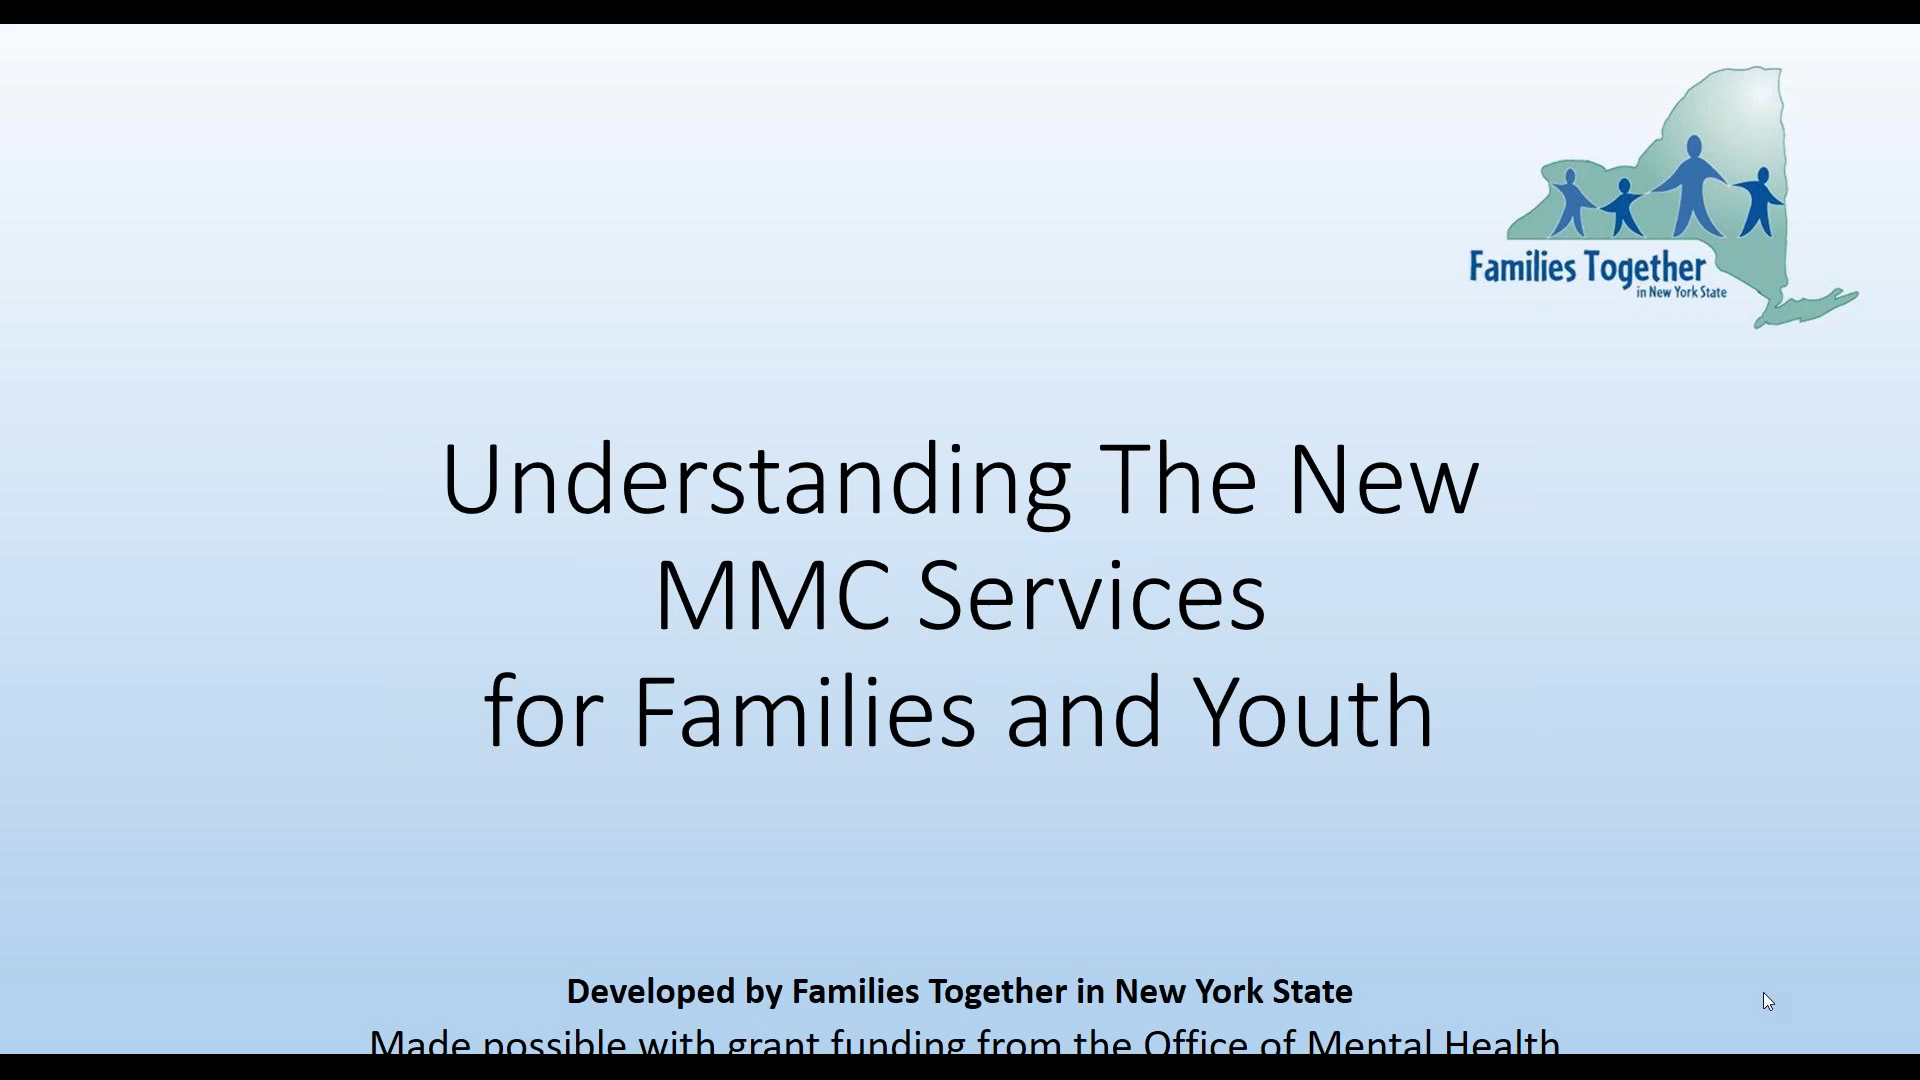 Families Together
in New York State
Understanding The New
MMC Services
for Families and Youth
Developed by Families Together in New York State
Made possible with grant funding from the Office of Mental Health